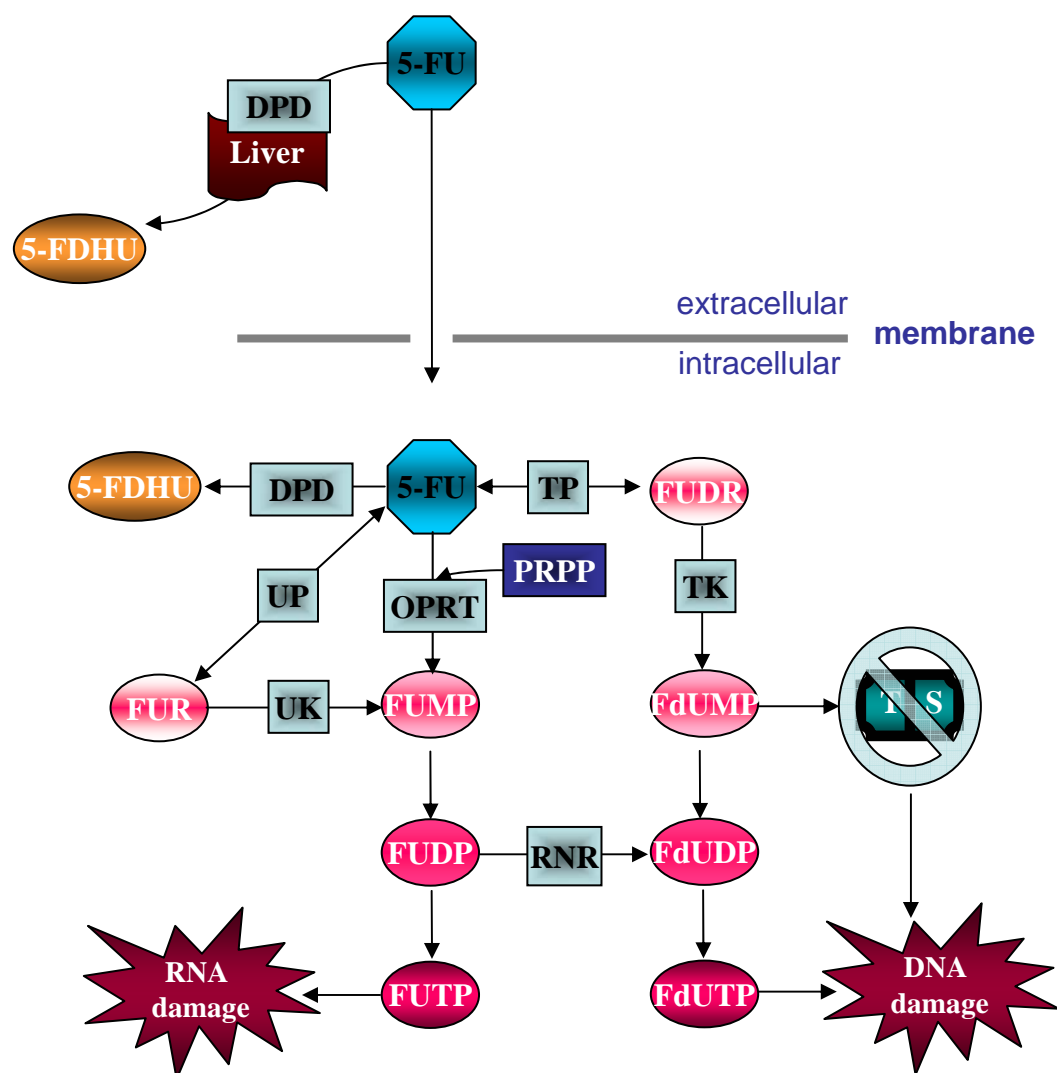 5-FU
DPD
Liver
5-FDHU
extracellular
membrane
intracellular
5-FDHU
DPD
5-FU
TP
FUDR
PRPP
UP
OPRT
TK
FUR
UK
FUMP
FdUMP
T S
FUDP
RNR
FdUDP
RNA
damage
FUTP
FdUTP
DNA
damage